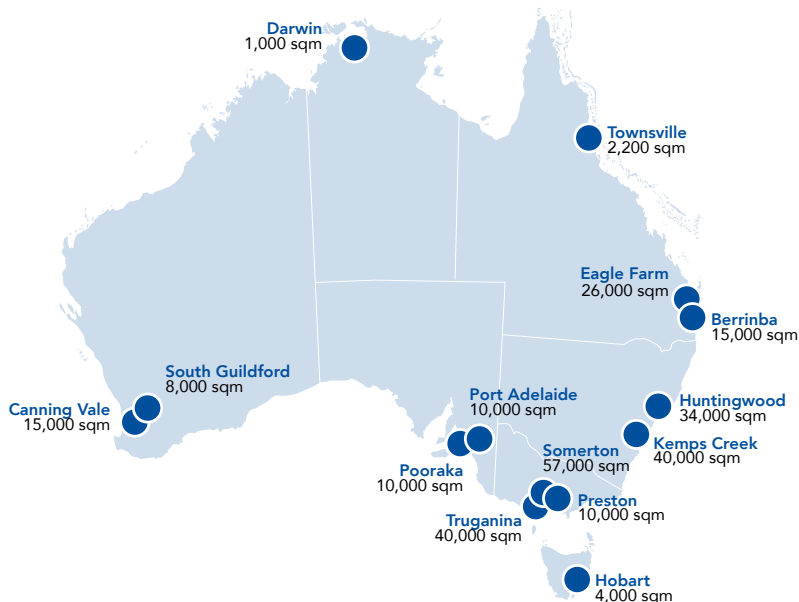 Darwin
1,000 sqm
Townsville
2,200 sqm
Eagle Farm
26,000 sqm
Berrinba
15,000 sqm
South Guildford
8,000 sqm
Canning Vale
15,000 sqm
Port Adelaide
10,000 sqm
Huntingwood
34,000 sqm
Kemps Creek
40,000 sqm
Somerton
57,000 sqm
Pooraka
10,000 sqm
Preston
10,000 sqm
Truganina
40,000 sqm
Hobart
4,000 sqm